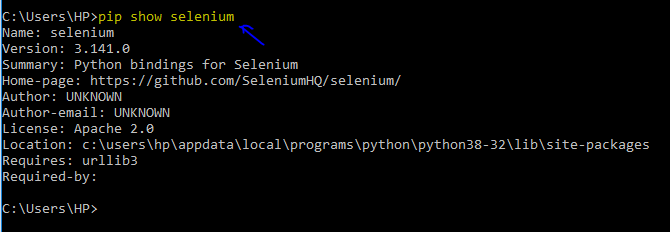 C:\Users\HP>pip show selenium
Name: selenium
Version: 3.141.0
Summary: Python bindings for Selenium
Home-page: https://github.com/SeleniumHQ/selenium/
Author: UNKNOWN
Author-email: UNKNOWN
License: Apache 2.0
Location: c:\users\hp\appdata\local\programs\python\python38-32\lib\site-packages
Requires: urllib3
Required-by:
C:\Users\HP>